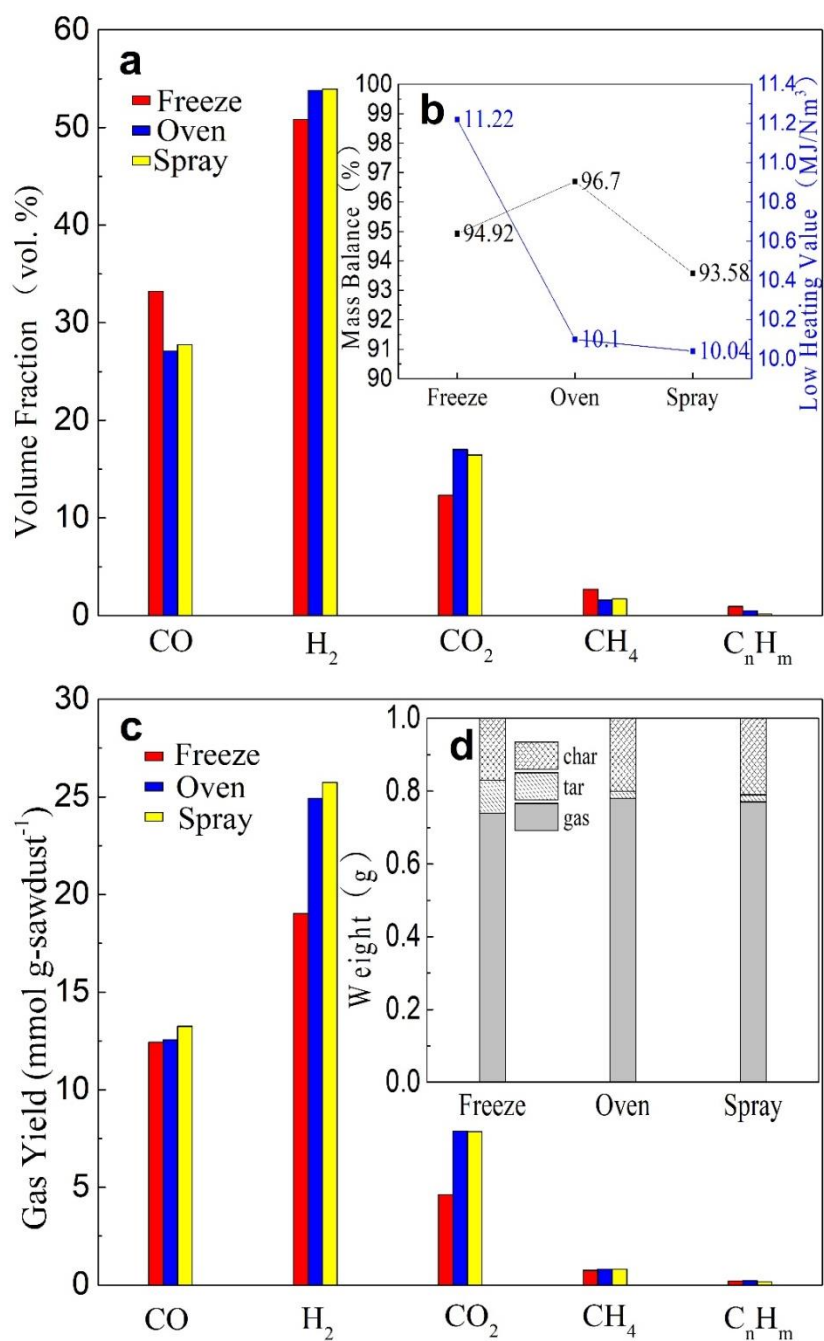 a
Freeze
Oven
Spray
Volume Fraction (vol. %)
60
50
40
30
20
10
0
CO
H₂
CO₂
CH₄
CₙHₘ
b
Mass Balance (%)
100
99
98
97
96
95
94
93
92
91
90
11.22
94.92
96.7
10.1
93.58
10.04
Freeze
Oven
Spray
11.4
11.2
11.0
10.8
10.6
10.4
10.2
10.0
Low Heating Value (MJ/Nm³)
c
Freeze
Oven
Spray
Gas Yield (mmol g-sawdust⁻¹)
30
25
20
15
10
5
0
CO
H₂
CO₂
CH₄
CₙHₘ
d
char
tar
gas
Weight (g)
1.0
0.8
0.6
0.4
0.2
0.0
Freeze
Oven
Spray